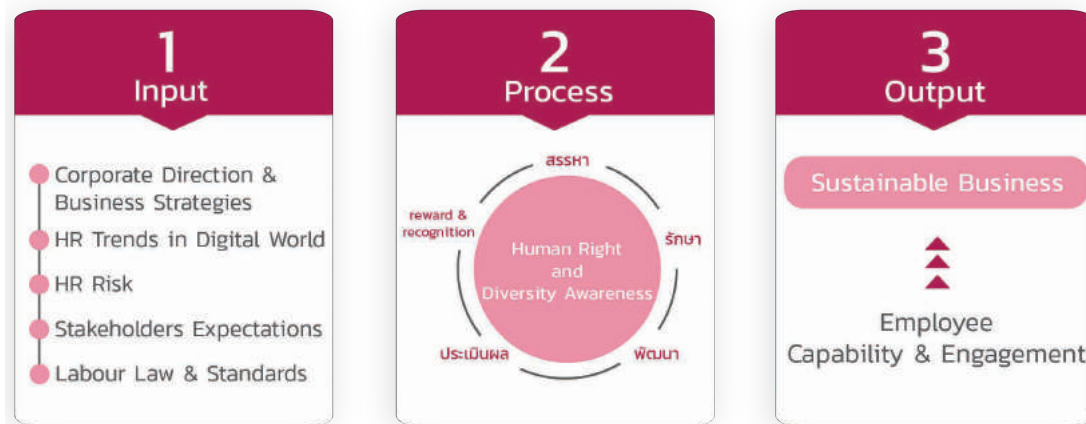 1
Input
Corporate Direction &
Business Strategies
HR Trends in Digital World
HR Risk
Stakeholders Expectations
Labour Law & Standards
2
Process
สรรหา
รักษา
พัฒนา
ประเมินผล
reward &
recognition
Human Right
and
Diversity Awareness
3
Output
Sustainable Business
Employee
Capability & Engagement